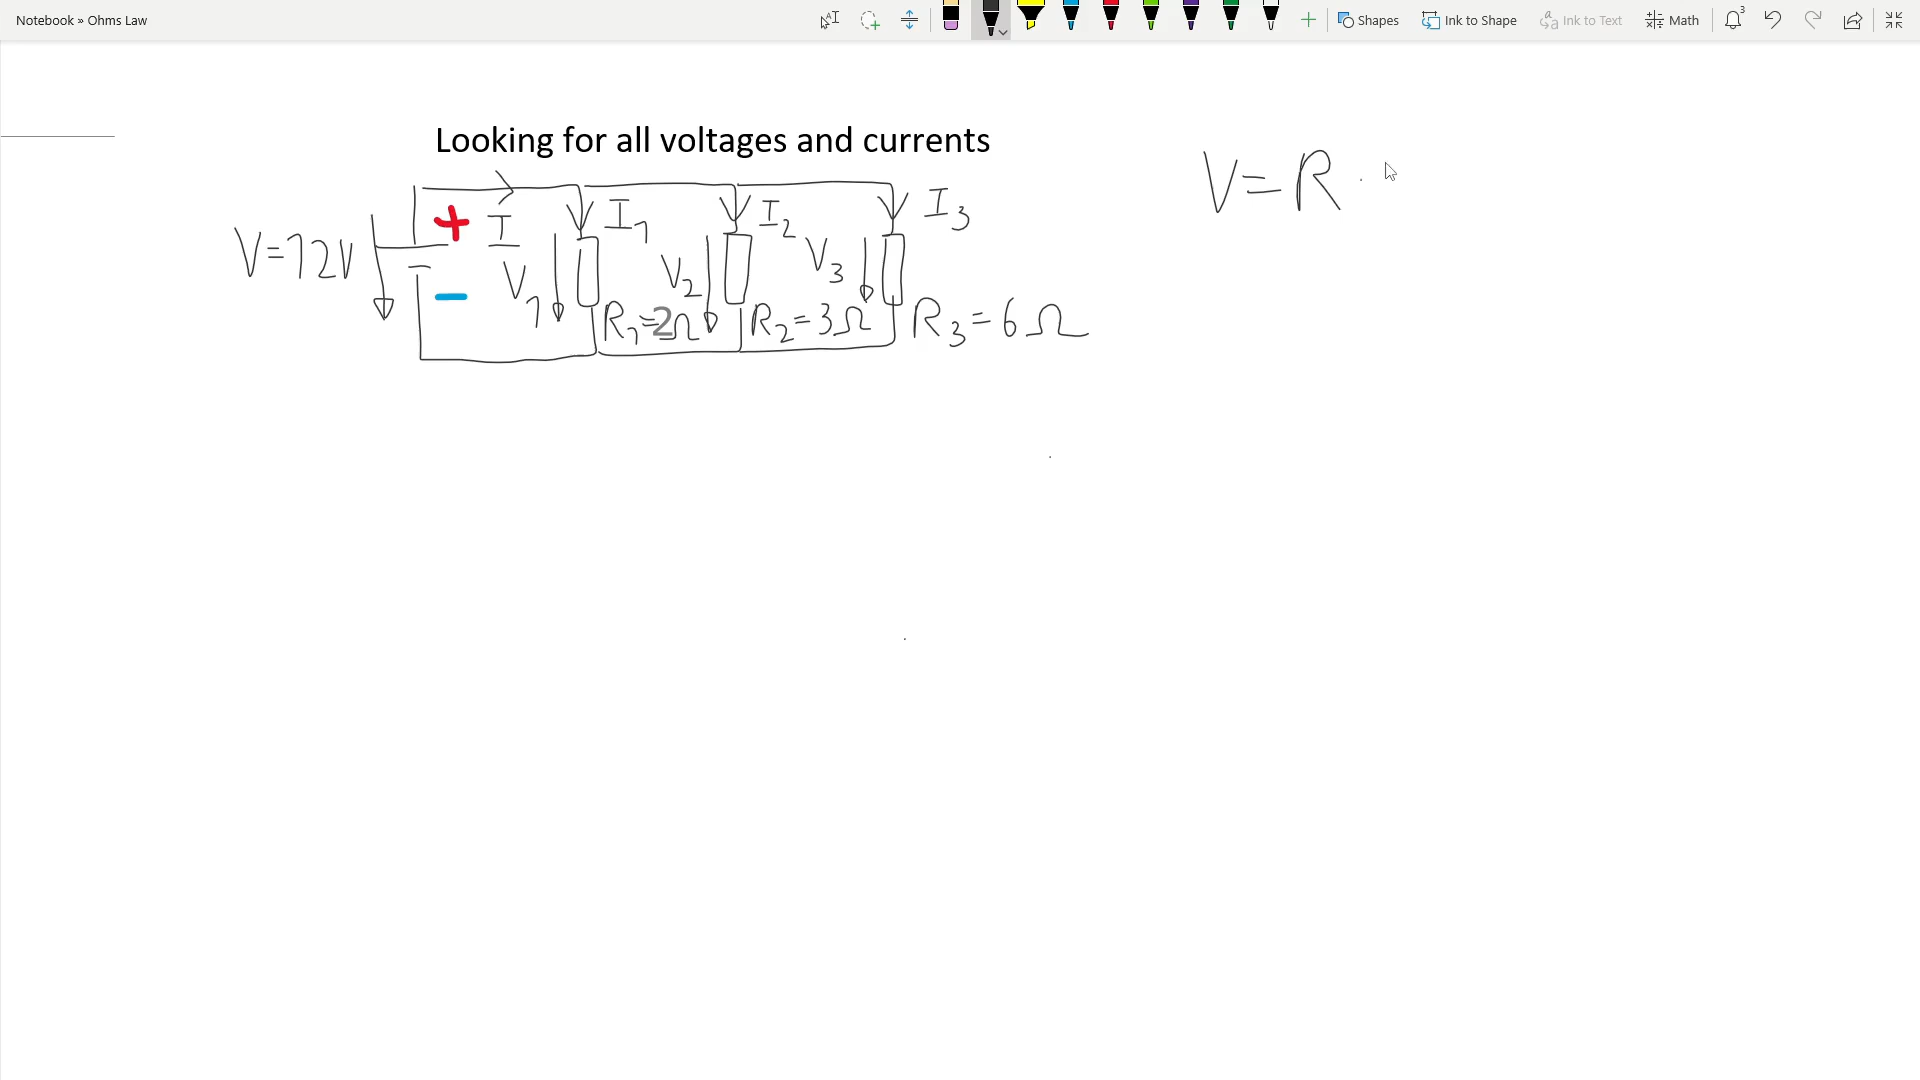 Notebook » Ohms Law
3
Shapes
Ink to Shape
Ink to Text
Math
Looking for all voltages and currents
V=R .
I
I1
I2
I3
V=12V
+
-
V1
V2
V3
R1=2Ω
R2=3Ω
R3=6Ω